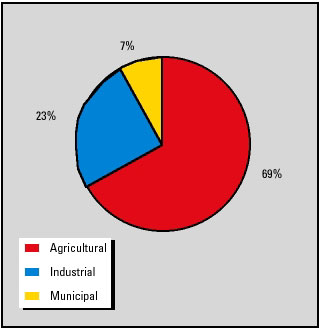 7%
23%
69%
Agricultural
Industrial
Municipal